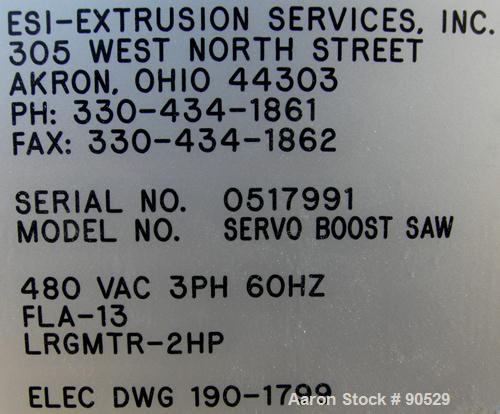 ESI-EXTRUSION SERVICES, INC.
305 WEST NORTH STREET
AKRON, OHIO 44303
PH: 330-434-1861
FAX: 330-434-1862
SERIAL NO. 0517991
MODEL NO. SERVO BOOST SAW
480 VAC 3PH 60HZ
FLA-13
LRGMTR-2HP
ELEC DWG 190-1799
Aaron Stock # 90529